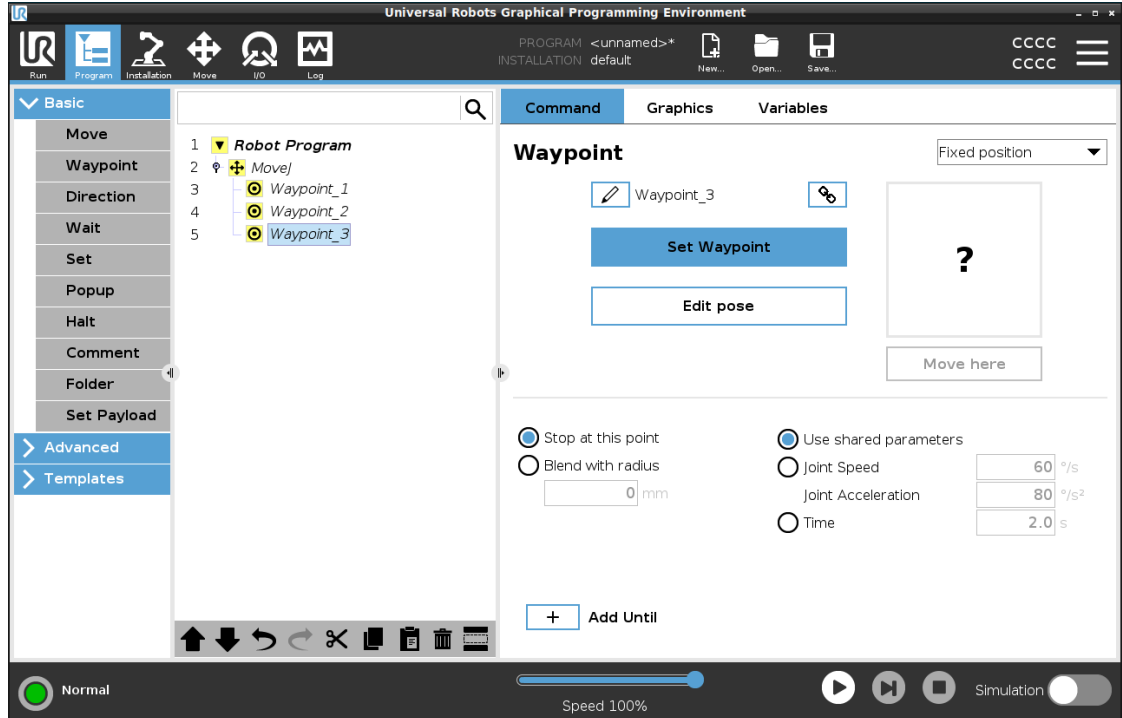 UR
Universal Robots Graphical Programming Environment
UR
Run
Program
Installation
Move
I/O
Log
PROGRAM <unnamed>*
INSTALLATION default
New...
Open...
Save...
CCCC
CCCC
Basic
Move
Waypoint
Direction
Wait
Set
Popup
Halt
Comment
Folder
Set Payload
Advanced
Templates
1 Robot Program
2 MoveJ
3 Waypoint_1
4 Waypoint_2
5 Waypoint_3
Command Graphics Variables
Waypoint
Fixed position
Waypoint_3
Set Waypoint
Edit pose
?
Move here
Stop at this point
Blend with radius
0 mm
Use shared parameters
Joint Speed 60 °/s
Joint Acceleration 80 °/s²
Time 2.0 s
+ Add Until
Normal
Speed 100%
Simulation